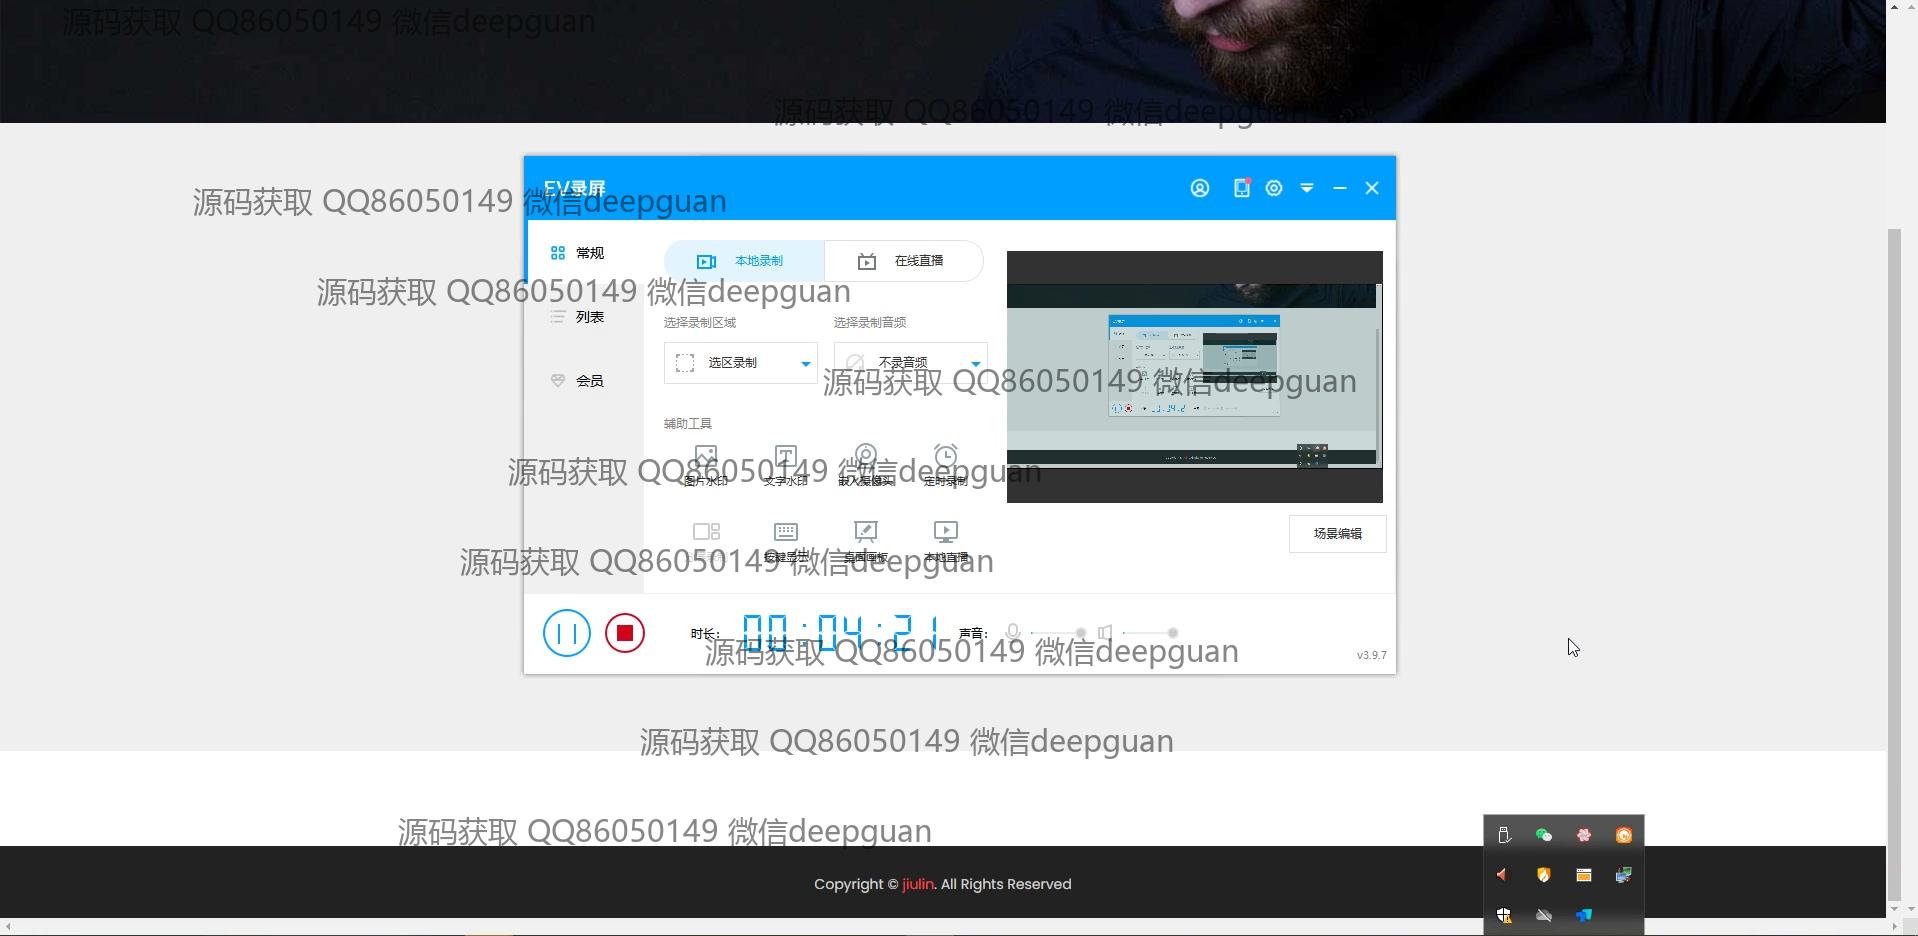 源码获取 QQ86050149 微信deepguan
源码获取 QQ86050149 微信deepguan
EV录屏
源码获取 QQ86050149 微信deepguan
常规
本地录制
在线直播
源码获取 QQ86050149 微信deepguan
列表
选择录制区域
选择录制音频
选区录制
不录音频
会员
源码获取 QQ86050149 微信deepguan
辅助工具
源码获取 QQ86050149 微信deepguan
图片水印
文字水印
嵌入摄像头
定时录制
场景编辑
源码获取 QQ86050149 微信deepguan
按键显示
桌面画板
本地直播
时长:
00:04:21
声音:
源码获取 QQ86050149 微信deepguan
v3.9.7
源码获取 QQ86050149 微信deepguan
源码获取 QQ86050149 微信deepguan
Copyright © jiulin. All Rights Reserved